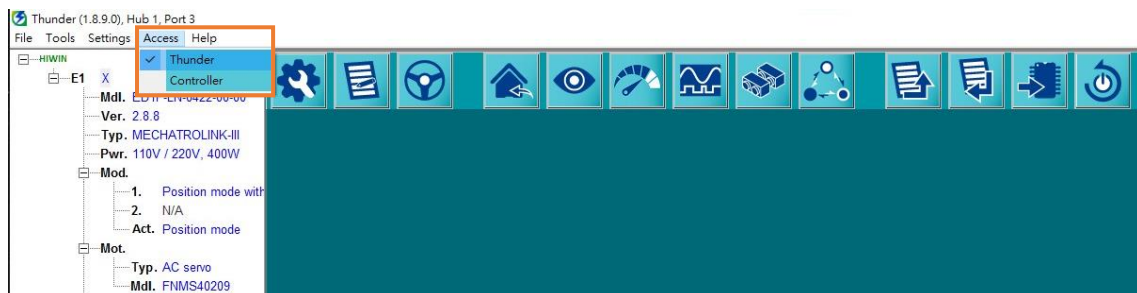 Thunder (1.8.9.0), Hub 1, Port 3
File Tools Settings Access Help
Thunder
Controller
HIWIN
E1 X
Mdl.
Ver. 2.8.8
Typ. MECHATROLINK-III
Pwr. 110V / 220V, 400W
Mod.
1. Position mode with
2. N/A
Act. Position mode
Mot.
Typ. AC servo
Mdl. FNMS40209